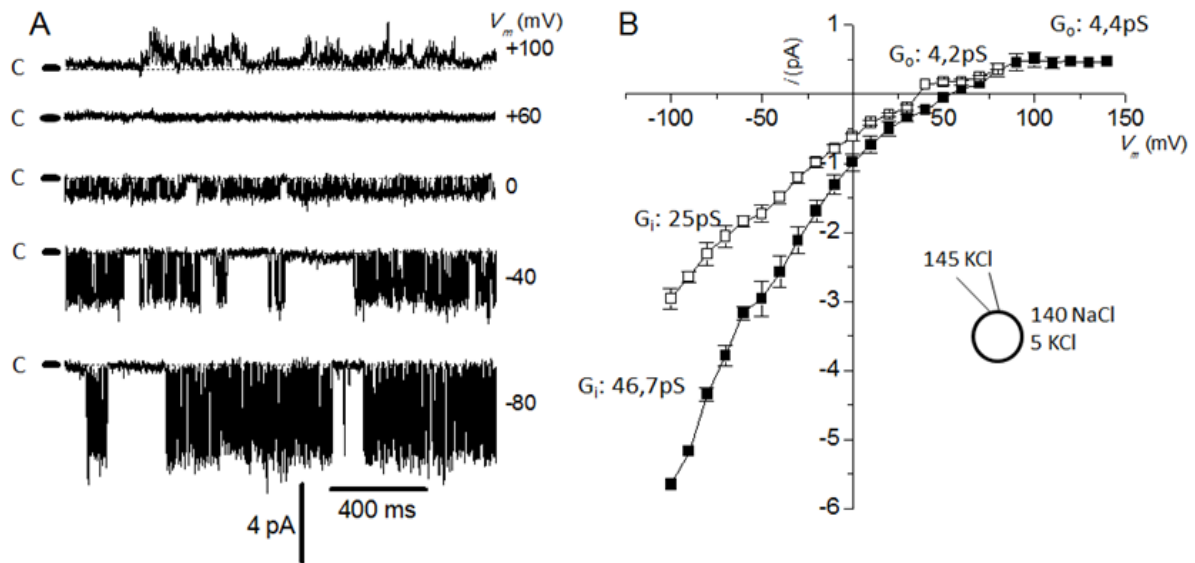 A
V_m (mV)
C
+100
C
+60
C
0
C
-40
C
-80
4 pA
400 ms
B
i (pA)
1
G_o: 4,4pS
G_o: 4,2pS
-100
-50
50
100
150
V_m (mV)
-1
G_i: 25pS
-2
145 KCl
-3
140 NaCl
5 KCl
-4
G_i: 46,7pS
-5
-6